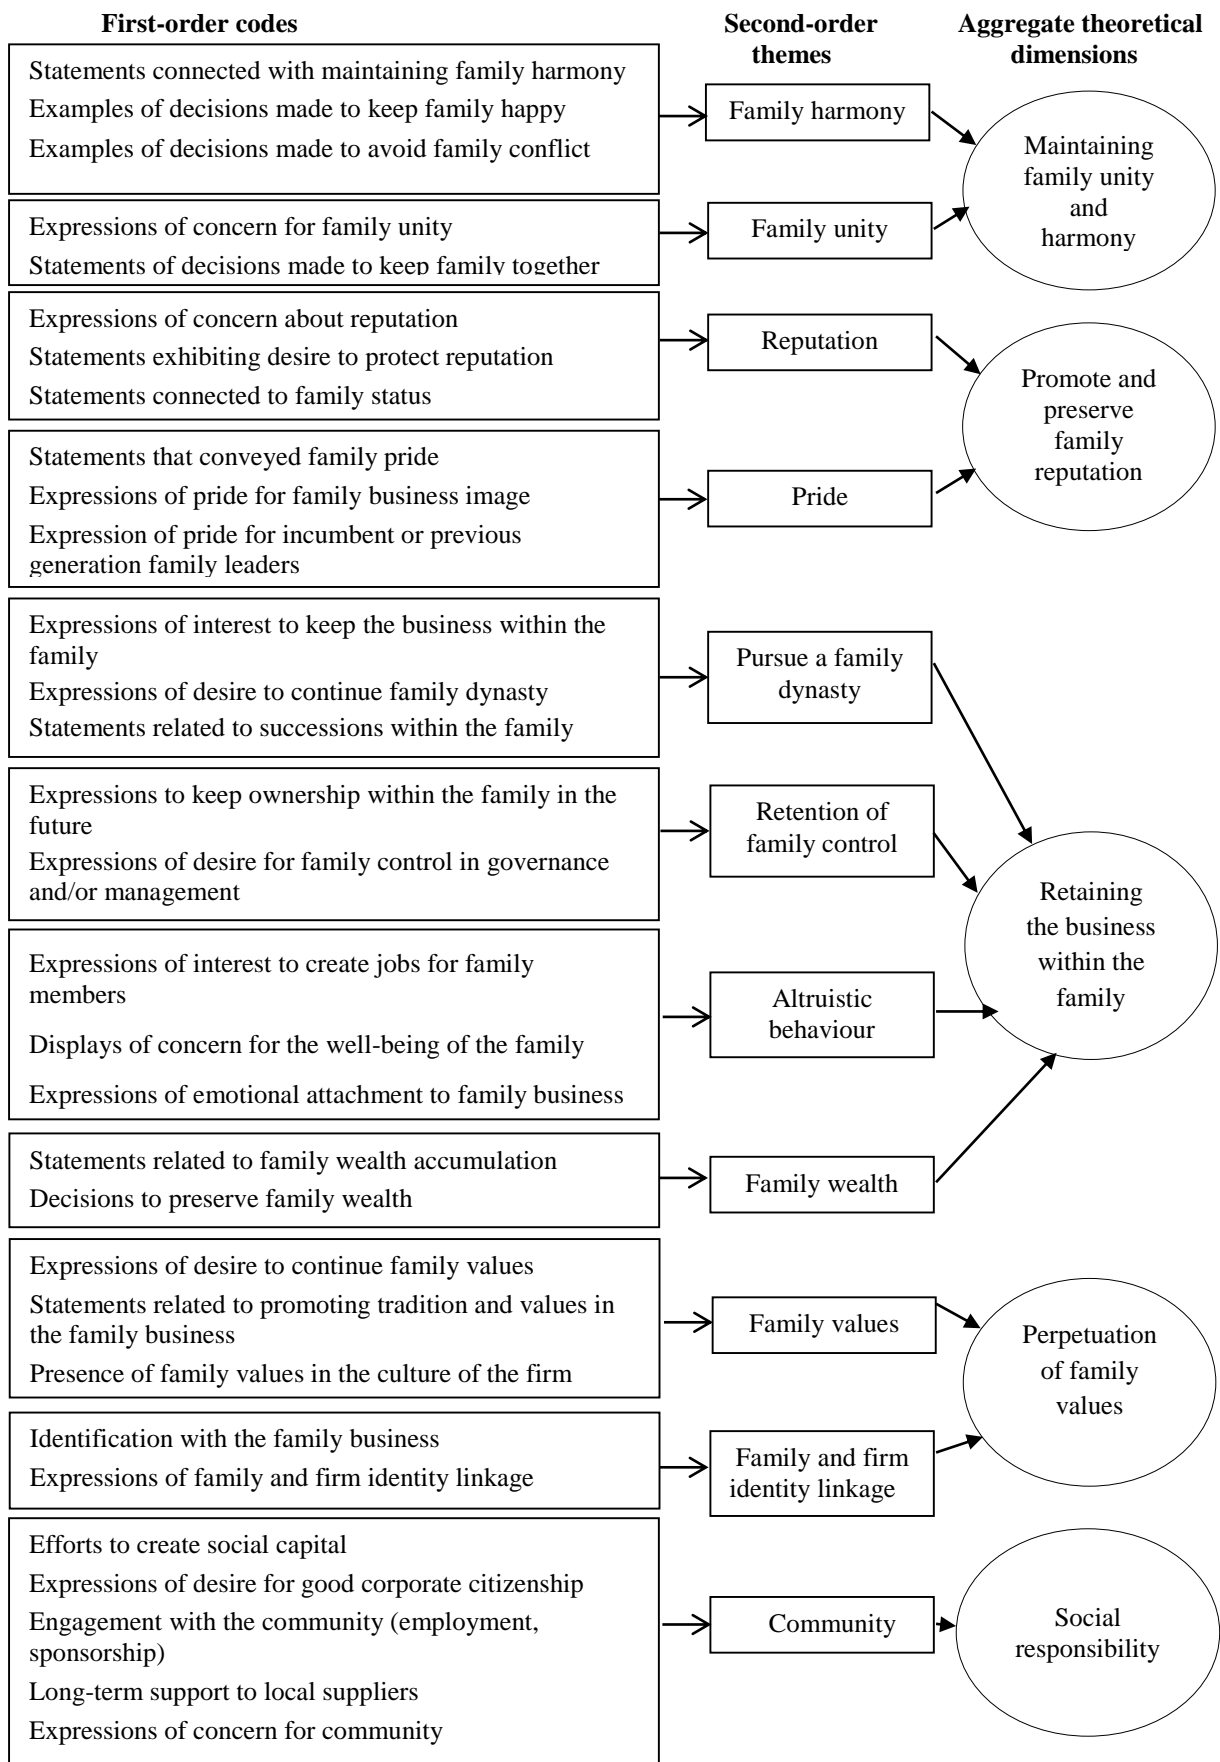 First-order codes
Second-order
themes
Aggregate theoretical
dimensions
Statements connected with maintaining family harmony
Examples of decisions made to keep family happy
Examples of decisions made to avoid family conflict
Family harmony
Maintaining
family unity
and
harmony
Expressions of concern for family unity
Statements of decisions made to keep family together
Family unity
Expressions of concern about reputation
Statements exhibiting desire to protect reputation
Statements connected to family status
Reputation
Promote and
preserve
family
reputation
Statements that conveyed family pride
Expressions of pride for family business image
Expression of pride for incumbent or previous
generation family leaders
Pride
Expressions of interest to keep the business within the
family
Expressions of desire to continue family dynasty
Statements related to successions within the family
Pursue a family
dynasty
Expressions to keep ownership within the family in the
future
Expressions of desire for family control in governance
and/or management
Retention of
family control
Retaining
the business
within the
family
Expressions of interest to create jobs for family
members
Displays of concern for the well-being of the family
Expressions of emotional attachment to family business
Altruistic
behaviour
Statements related to family wealth accumulation
Decisions to preserve family wealth
Family wealth
Expressions of desire to continue family values
Statements related to promoting tradition and values in
the family business
Presence of family values in the culture of the firm
Family values
Perpetuation
of family
values
Identification with the family business
Expressions of family and firm identity linkage
Family and firm
identity linkage
Efforts to create social capital
Expressions of desire for good corporate citizenship
Engagement with the community (employment,
sponsorship)
Long-term support to local suppliers
Expressions of concern for community
Community
Social
responsibility